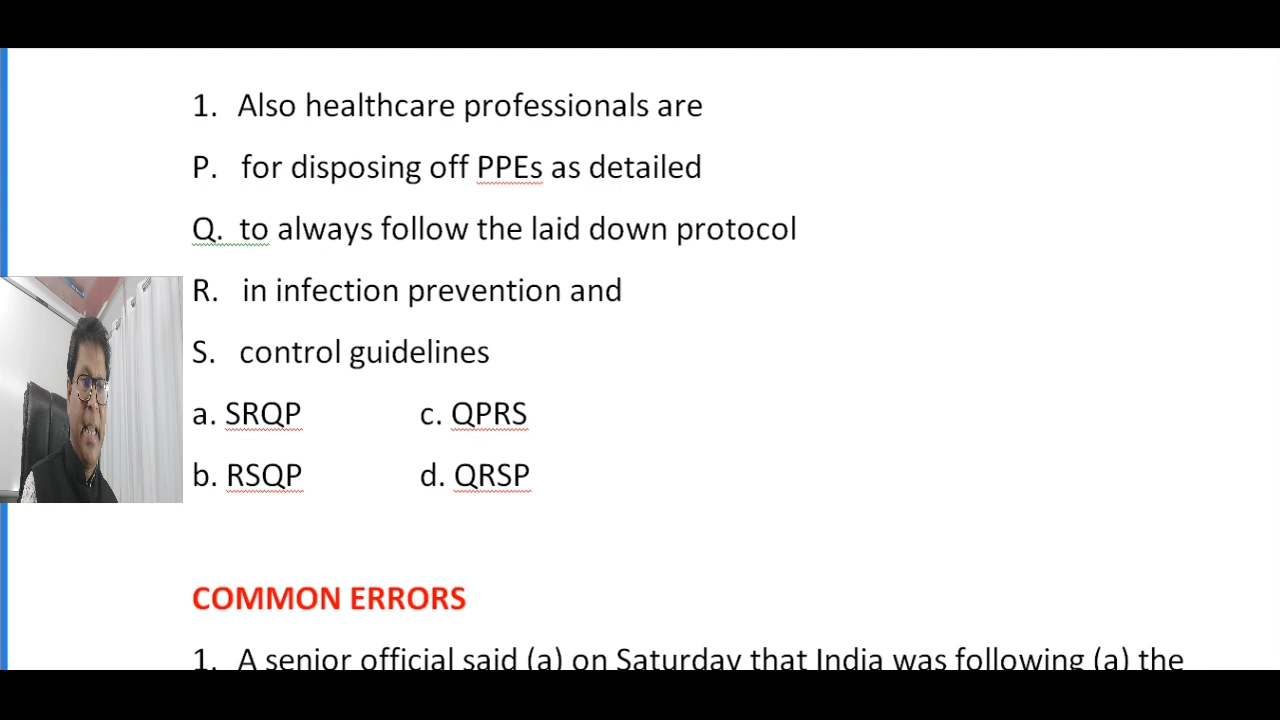 1. Also healthcare professionals are
P. for disposing off PPEs as detailed
Q. to always follow the laid down protocol
R. in infection prevention and
S. control guidelines
a. SRQP c. QPRS
b. RSQP d. QRSP
COMMON ERRORS
1. A senior official said (a) on Saturday that India was following (a) the